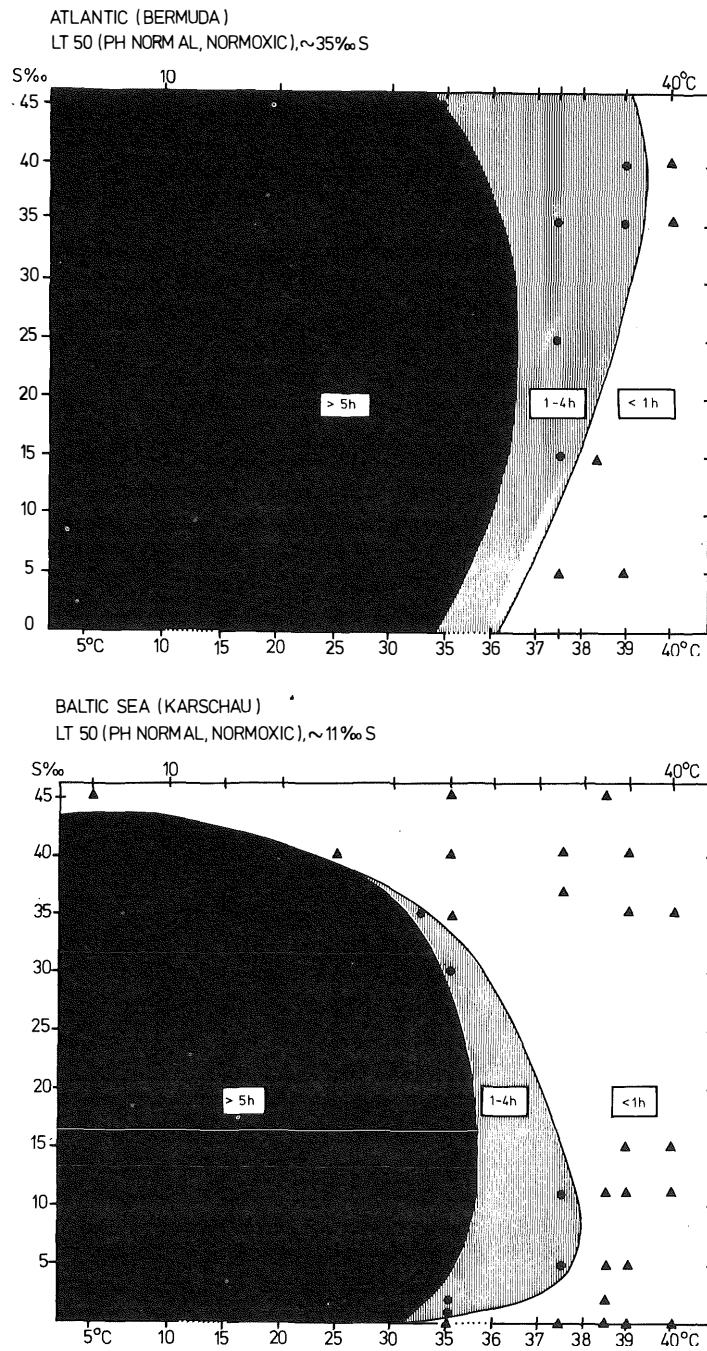 ATLANTIC (BERMUDA)
LT 50 (PH NORMAL, NORMOXIC), ~35‰ S
S‰ 10 40°C
45
40
35
30
25
20
15
10
5
0
> 5h 1-4h < 1h
5°C 10 15 20 25 30 35 36 37 38 39 40°C
BALTIC SEA (KARSCHAU)
LT 50 (PH NORMAL, NORMOXIC), ~11‰ S
S‰ 10 40°C
45
40
35
30
25
20
15
10
5
> 5h 1-4h <1h
5°C 10 15 20 25 30 35 36 37 38 39 40°C